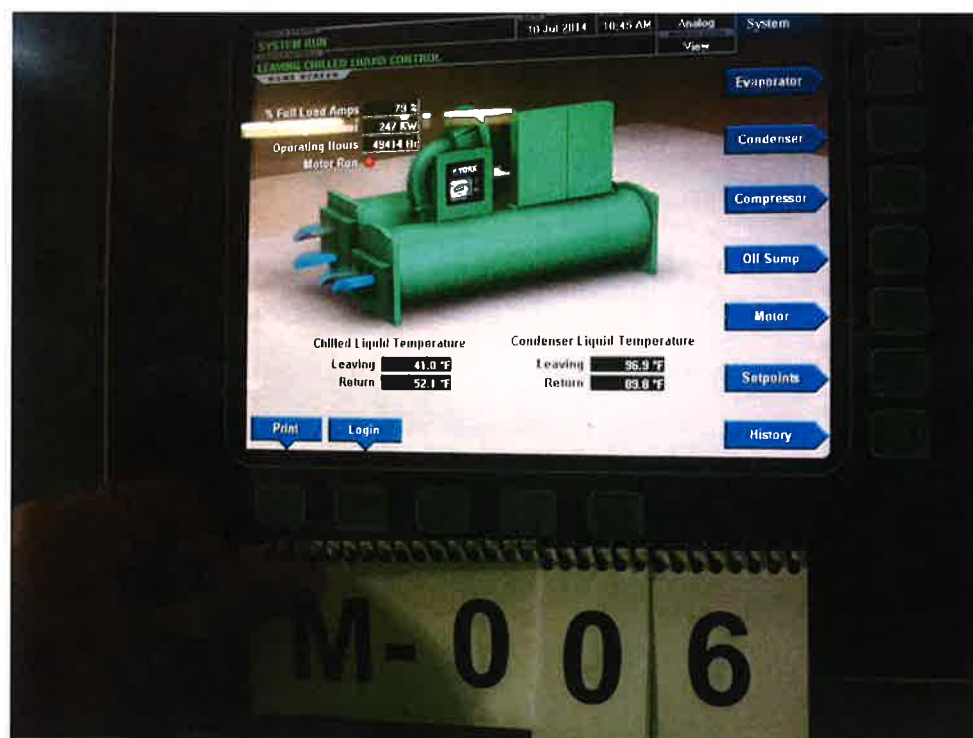 10 Jul 2014 10:45 AM Analog System
SYSTEM RUN
View
LEAVING CHILLED LIQUID CONTROL
HOME SCREEN
Evaporator
% Full Load Amps 79 %
247 KW
Condenser
Operating Hours 49414 Hr
Motor Run
YORK
Compressor
Oil Sump
Motor
Chilled Liquid Temperature
Leaving 41.0 °F
Return 52.1 °F
Condenser Liquid Temperature
Leaving 96.9 °F
Return 89.8 °F
Setpoints
Print Login
History
M-006